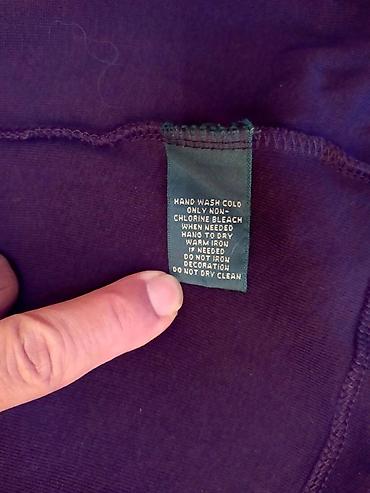 HAND WASH COLD
ONLY NON-
CHLORINE BLEACH
WHEN NEEDED
HANG TO DRY
WARM IRON
IF NEEDED
DO NOT IRON
DECORATION
DO NOT DRY CLEAN